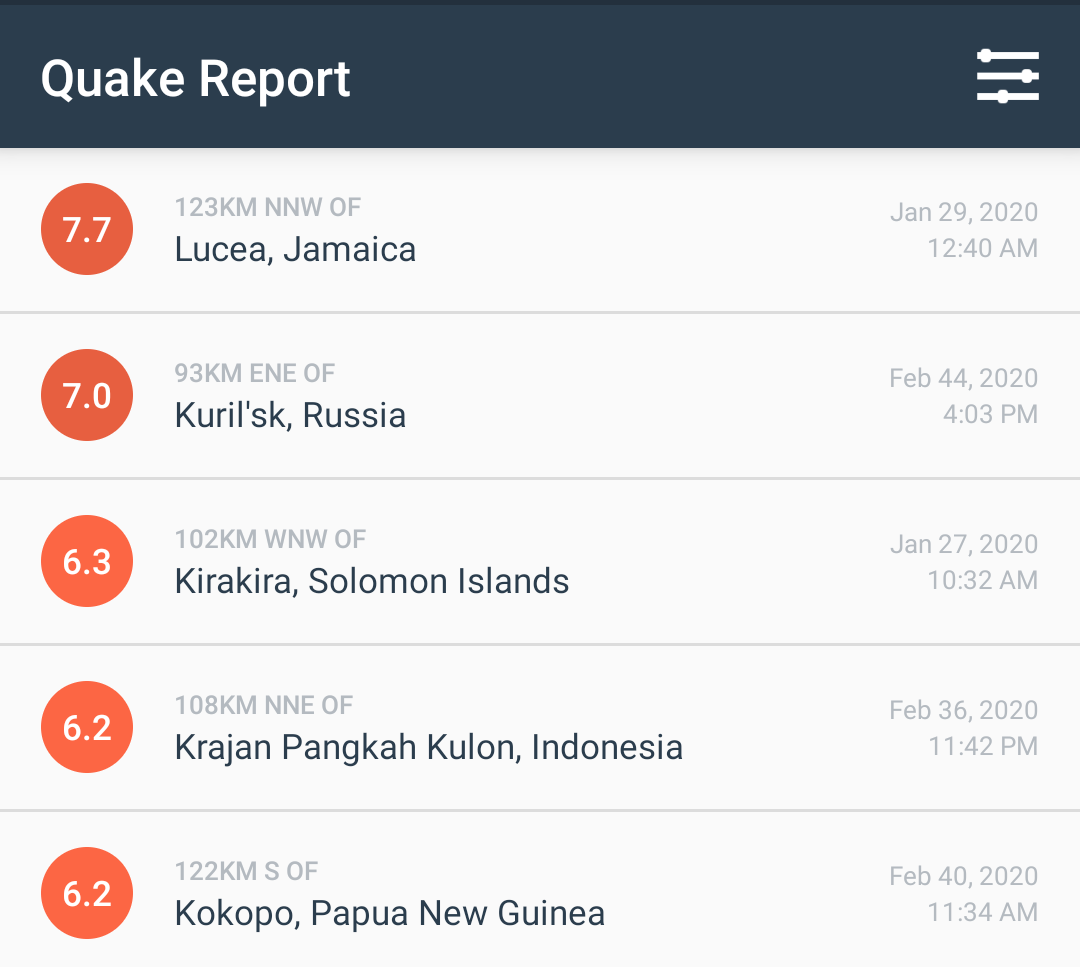 Quake Report
7.7
123KM NNW OF
Lucea, Jamaica
Jan 29, 2020
12:40 AM
7.0
93KM ENE OF
Kuril'sk, Russia
Feb 44, 2020
4:03 PM
6.3
102KM WNW OF
Kirakira, Solomon Islands
Jan 27, 2020
10:32 AM
6.2
108KM NNE OF
Krajan Pangkah Kulon, Indonesia
Feb 36, 2020
11:42 PM
6.2
122KM S OF
Kokopo, Papua New Guinea
Feb 40, 2020
11:34 AM